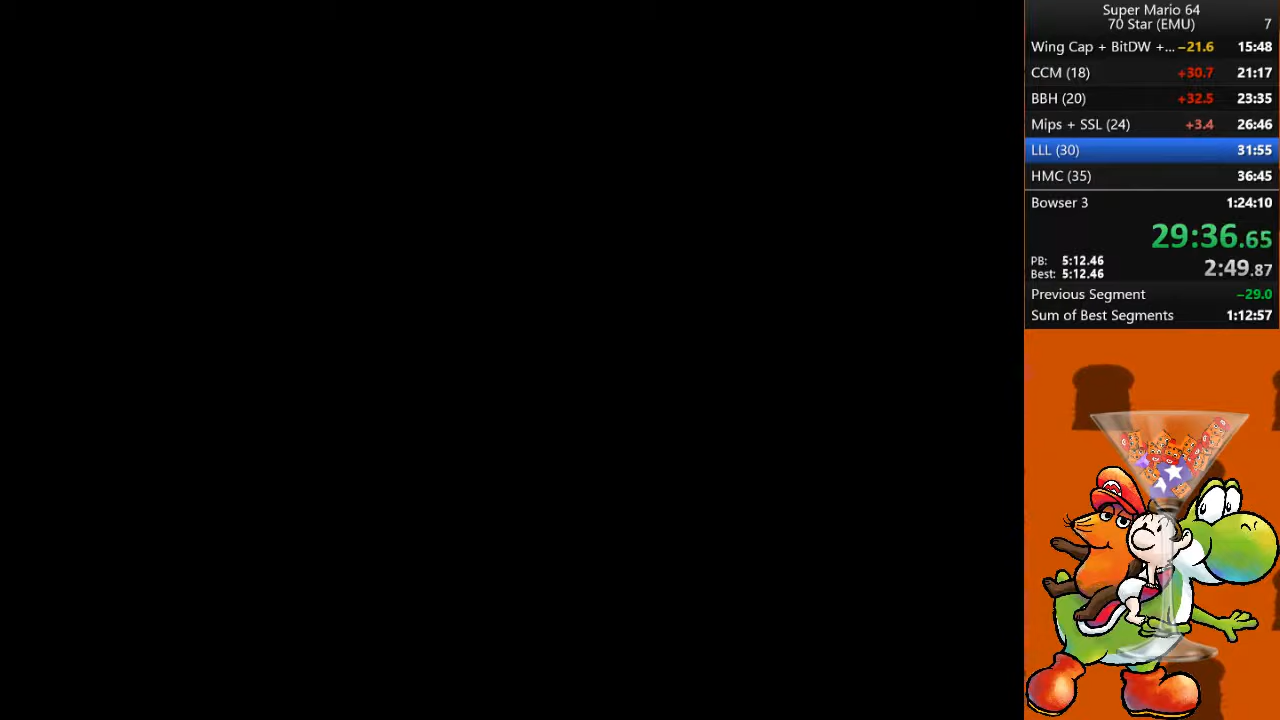 Super Mario 64
70 Star (EMU) 7
Wing Cap + BitDW +... −21.6 15:48
CCM (18) +30.7 21:17
BBH (20) +32.5 23:35
Mips + SSL (24) +3.4 26:46
LLL (30) 31:55
HMC (35) 36:45
Bowser 3 1:24:10
29:36.65
PB: 5:12.46
Best: 5:12.46
2:49.87
Previous Segment −29.0
Sum of Best Segments 1:12:57